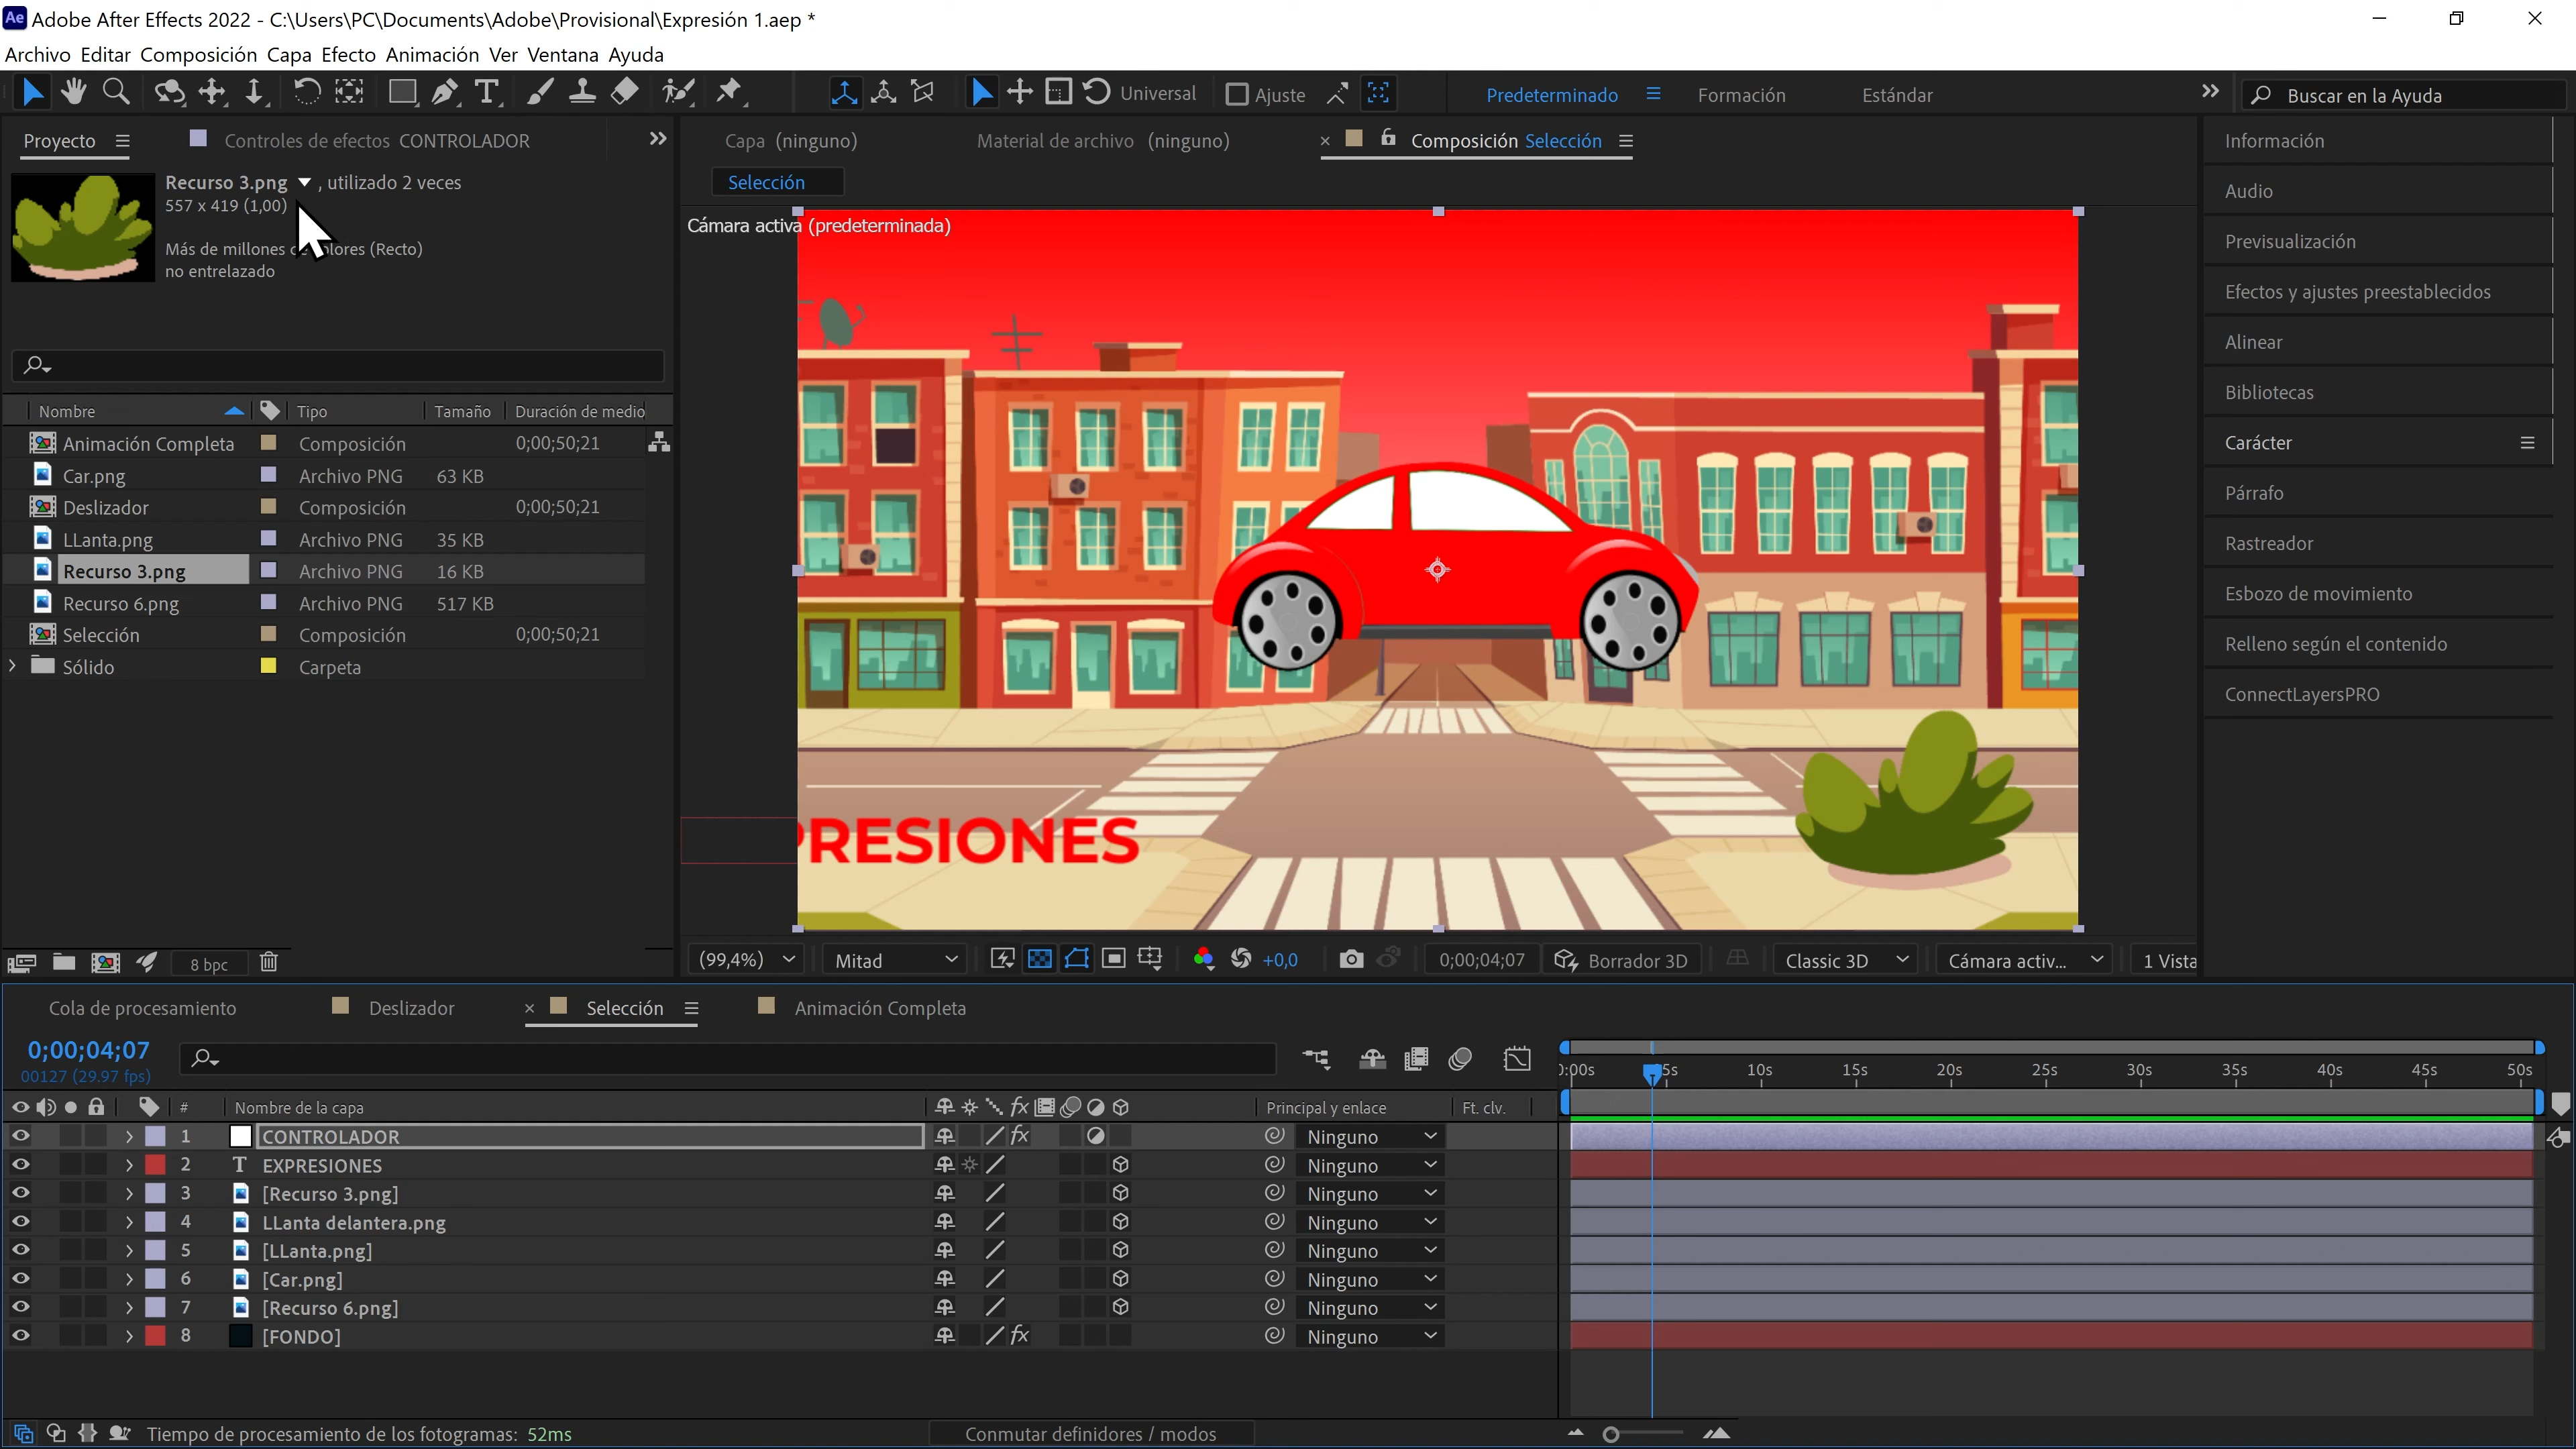 Ae Adobe After Effects 2022 - C:\Users\PC\Documents\Adobe\Provisional\Expresión 1.aep *
Archivo Editar Composición Capa Efecto Animación Ver Ventana Ayuda
Universal Ajuste Predeterminado Formación Estándar Buscar en la Ayuda
Proyecto Controles de efectos CONTROLADOR
Capa (ninguno) Material de archivo (ninguno) Composición Selección
Selección
Recurso 3.png , utilizado 2 veces
557 x 419 (1,00)
Más de millones
(Recto)
no entrelazado
Cámara activa (predeterminada)
PRESIONES
Nombre Tipo Tamaño Duración de medio
Animación Completa Composición 0;00;50;21
Car.png Archivo PNG 63 KB
Deslizador Composición 0;00;50;21
LLanta.png Archivo PNG 35 KB
Recurso 3.png Archivo PNG 16 KB
Recurso 6.png Archivo PNG 517 KB
Selección Composición 0;00;50;21
Sólido Carpeta
8 bpc
(99,4%) Mitad +0,0 0;00;04;07 Borrador 3D Classic 3D Cámara activ... 1 Vista
Información
Audio
Previsualización
Efectos y ajustes preestablecidos
Alinear
Bibliotecas
Carácter
Párrafo
Rastreador
Esbozo de movimiento
Relleno según el contenido
ConnectLayersPRO
Cola de procesamiento Deslizador Selección Animación Completa
0;00;04;07
00127 (29.97 fps)
0:00s 5s 10s 15s 20s 25s 30s 35s 40s 45s 50s
# Nombre de la capa fx Principal y enlace Ft. clv.
1 CONTROLADOR fx Ninguno
2 T EXPRESIONES Ninguno
3 [Recurso 3.png] Ninguno
4 LLanta delantera.png Ninguno
5 [LLanta.png] Ninguno
6 [Car.png] Ninguno
7 [Recurso 6.png] Ninguno
8 [FONDO] fx Ninguno
Tiempo de procesamiento de los fotogramas: 52ms
Conmutar definidores / modos